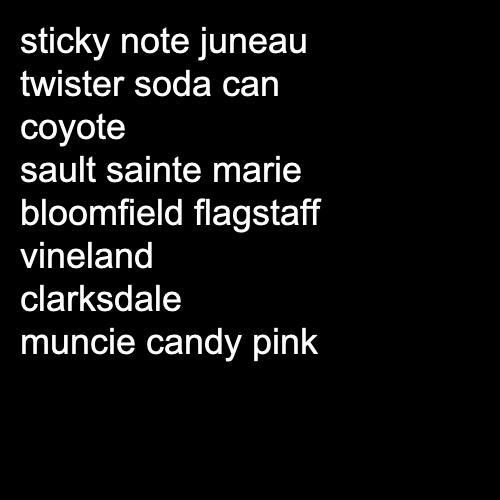 sticky note juneau
twister soda can
coyote
sault sainte marie
bloomfield flagstaff
vineland
clarksdale
muncie candy pink